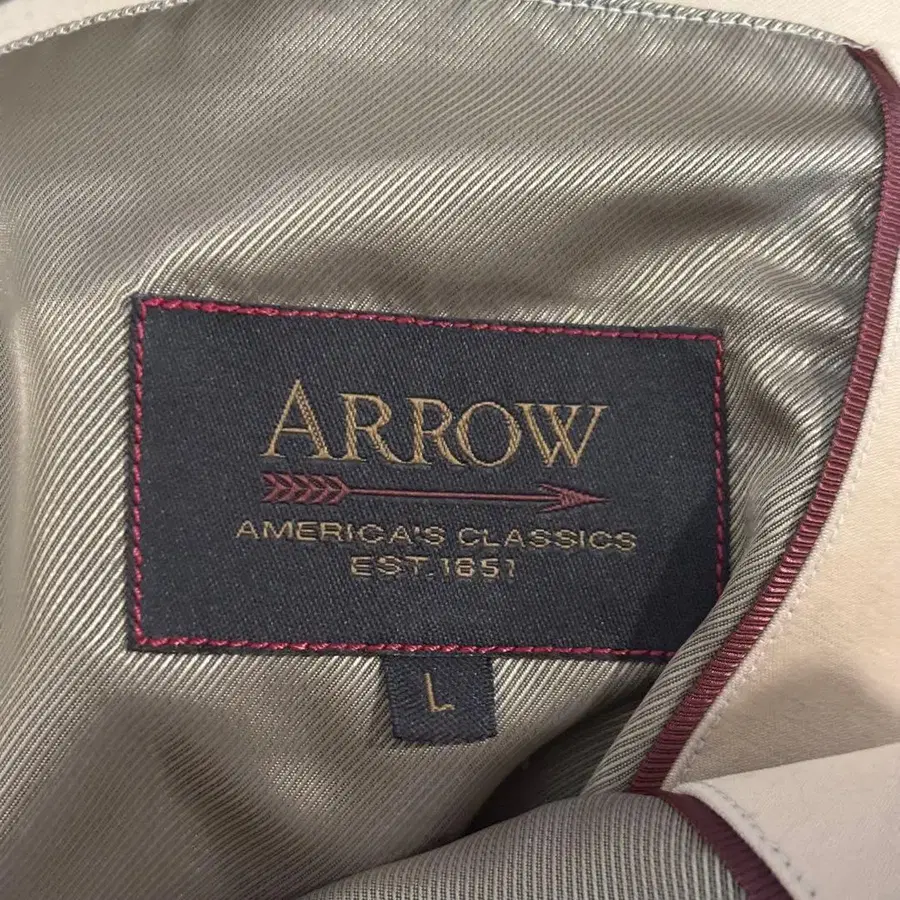 ARROW
AMERICA'S CLASSICS
EST.1851
L